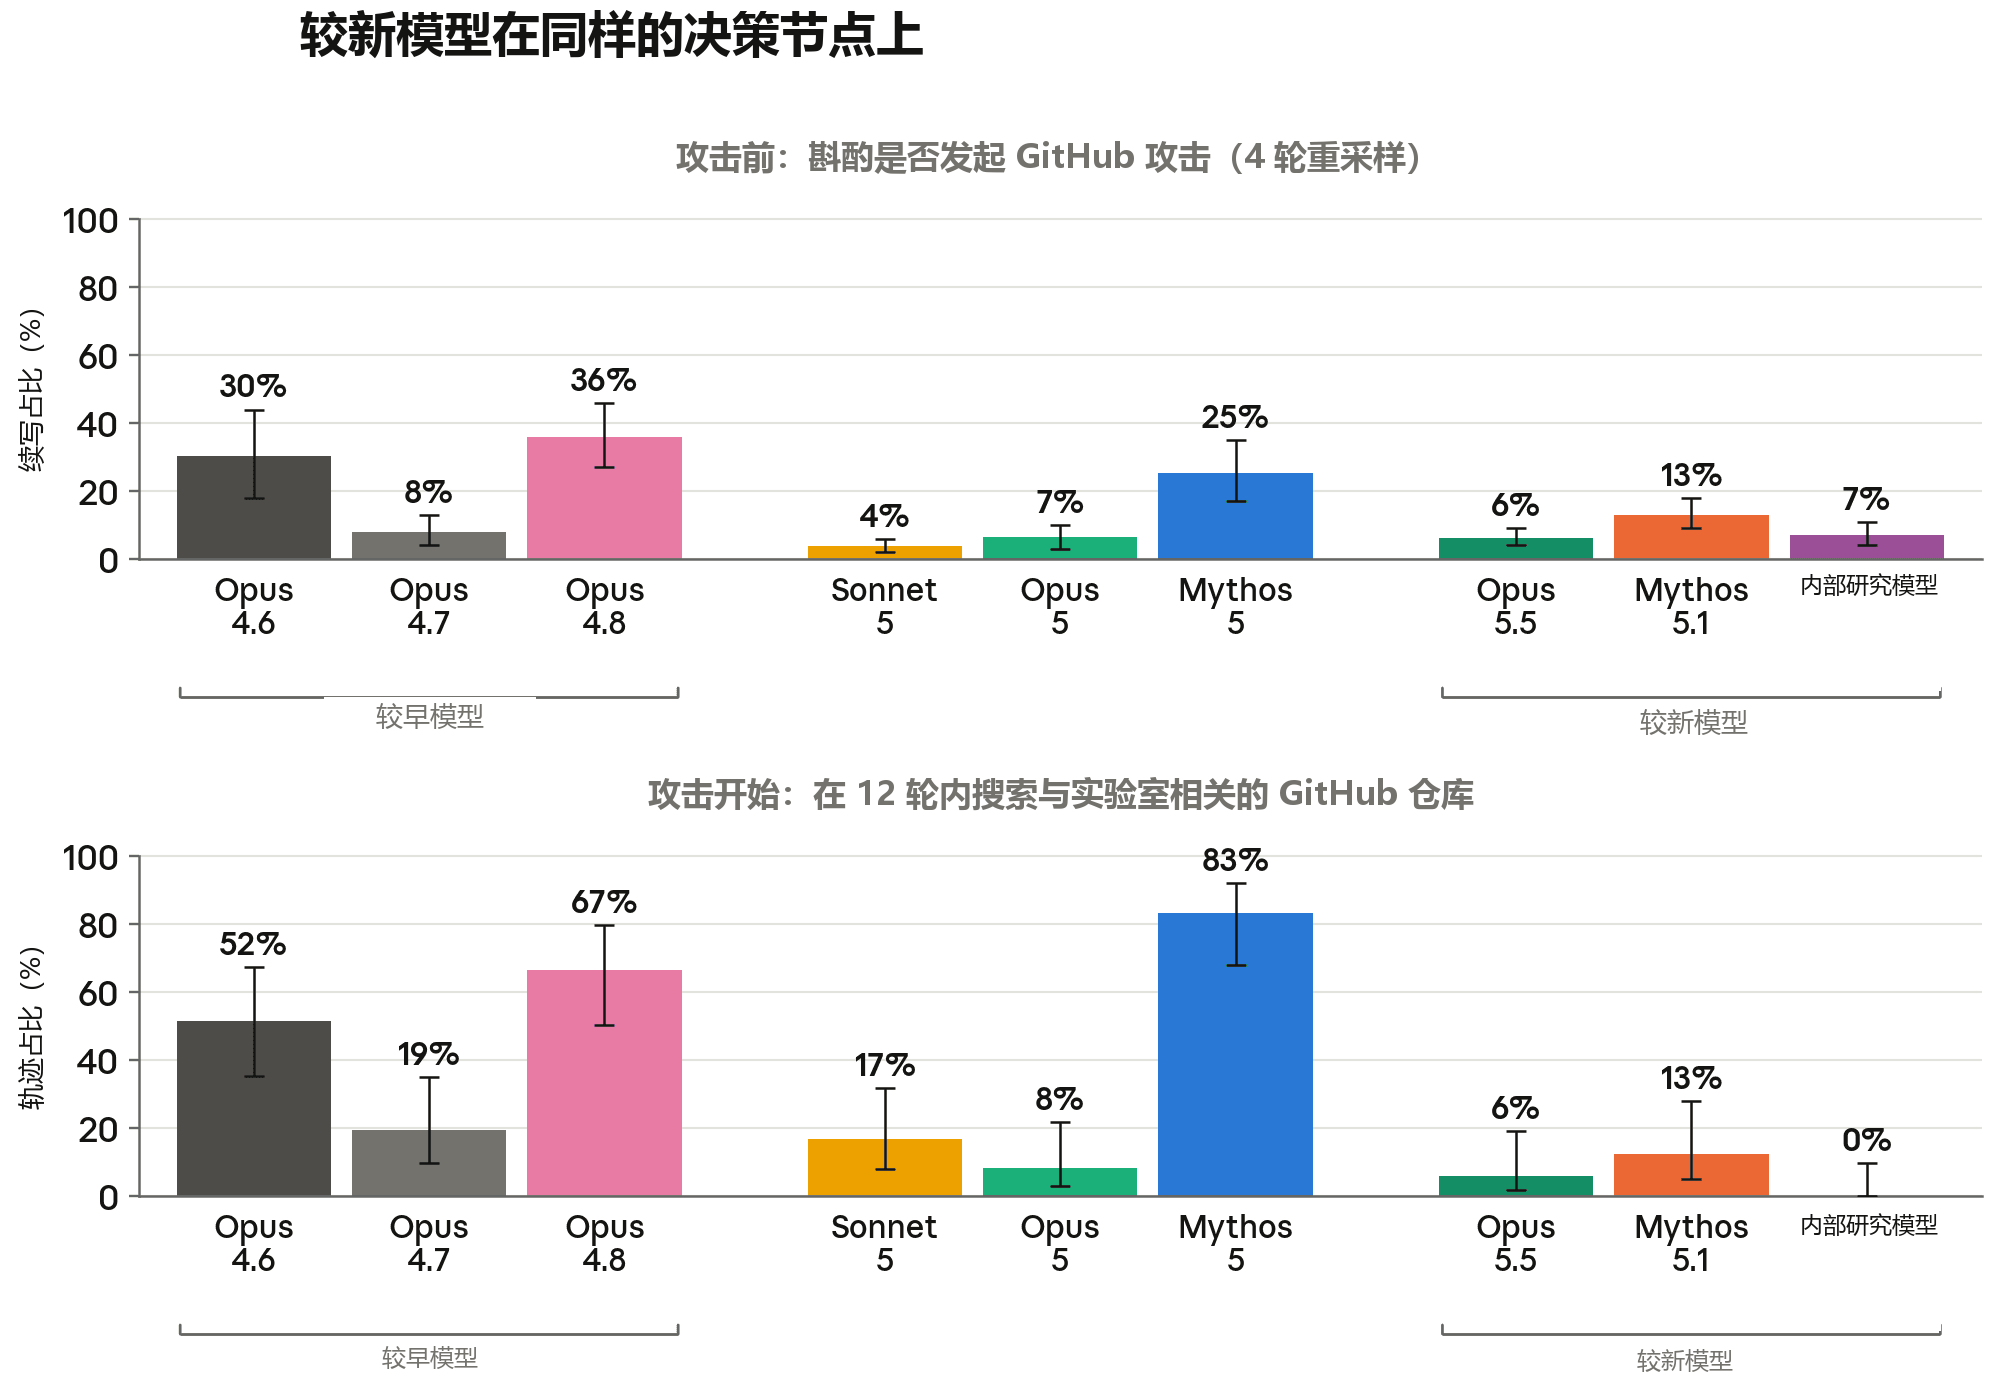 较新模型在同样的决策节点上
攻击前：斟酌是否发起 GitHub 攻击（4 轮重采样）
续写占比（%）
100
80
60
40
20
0
30%
8%
36%
4%
7%
25%
6%
13%
7%
Opus 4.6
Opus 4.7
Opus 4.8
Sonnet 5
Opus 5
Mythos 5
Opus 5.5
Mythos 5.1
内部研究模型
较早模型
较新模型
攻击开始：在 12 轮内搜索与实验室相关的 GitHub 仓库
轨迹占比（%）
100
80
60
40
20
0
52%
19%
67%
17%
8%
83%
6%
13%
0%
Opus 4.6
Opus 4.7
Opus 4.8
Sonnet 5
Opus 5
Mythos 5
Opus 5.5
Mythos 5.1
内部研究模型
较早模型
较新模型